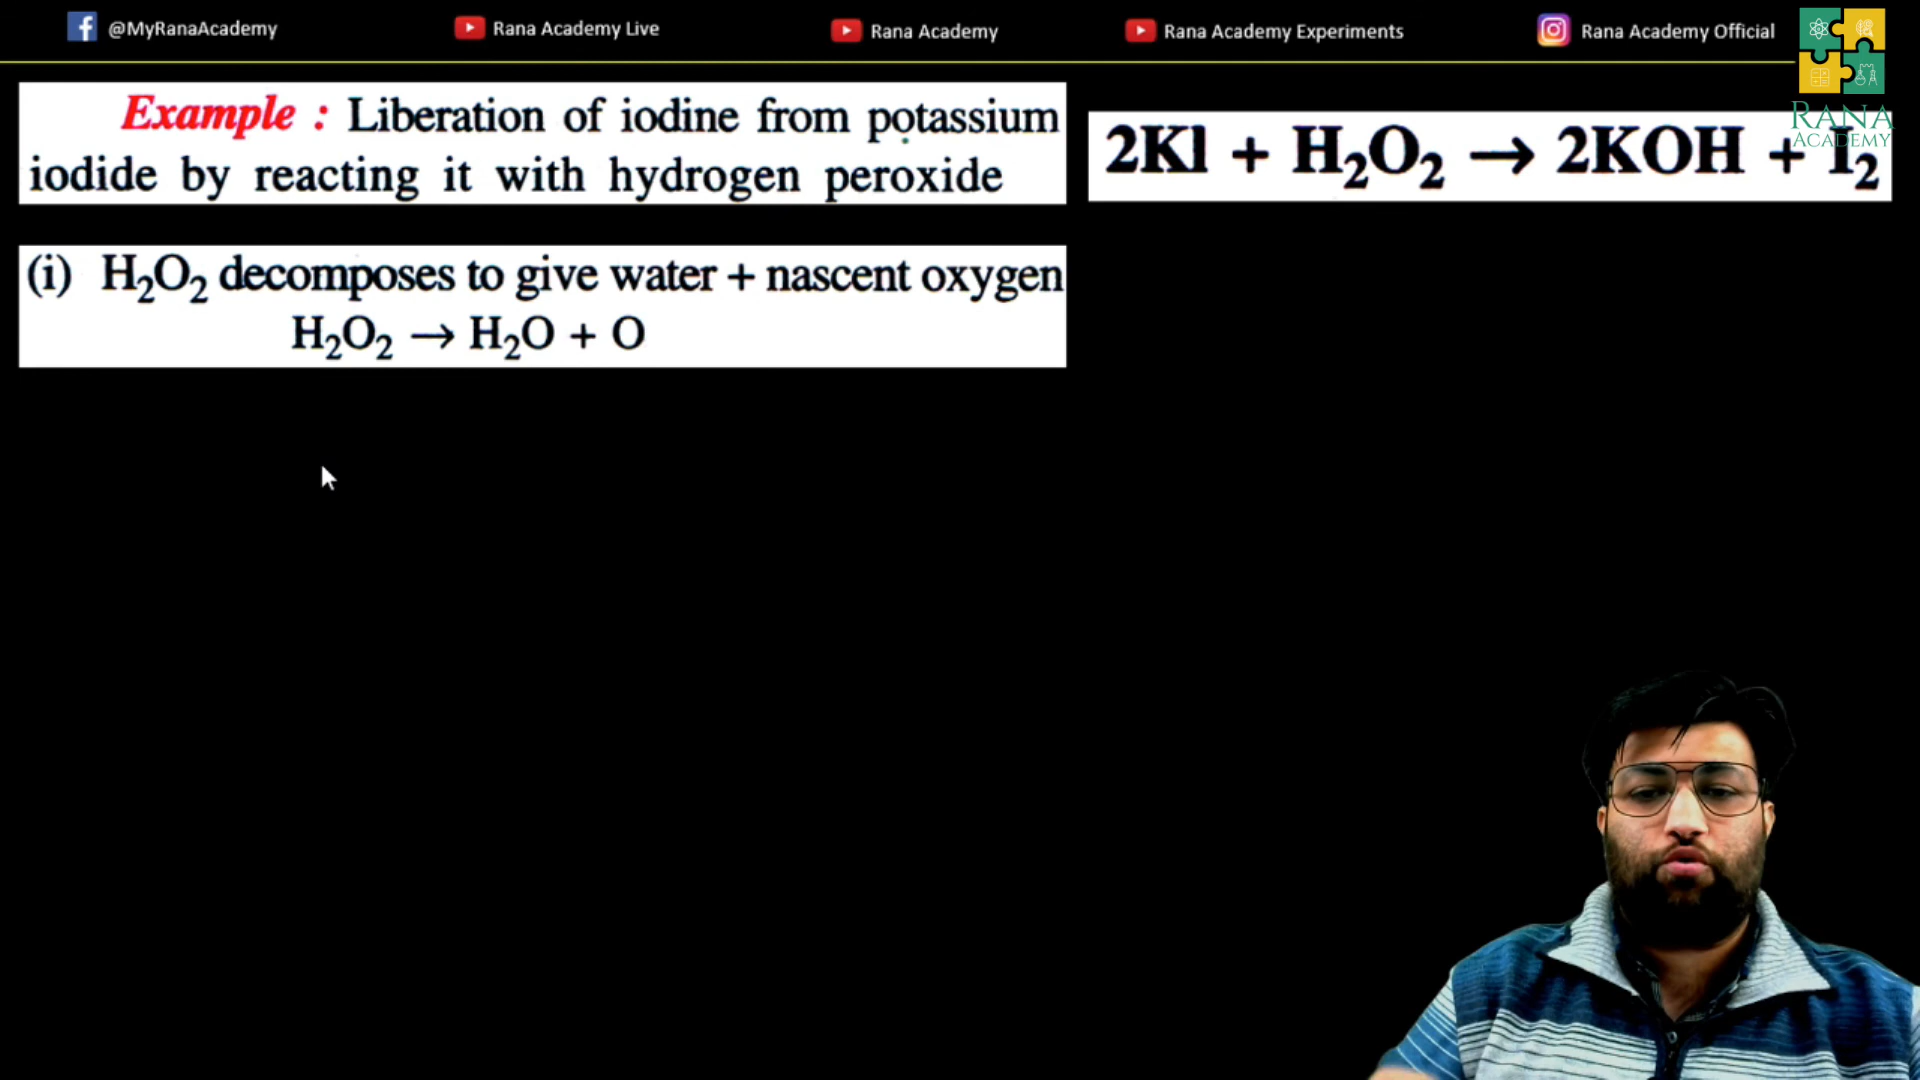 @MyRanaAcademy
Rana Academy Live
Rana Academy
Rana Academy Experiments
Rana Academy Official
RANA
ACADEMY
Example : Liberation of iodine from potassium
iodide by reacting it with hydrogen peroxide
2Kl + H₂O₂ → 2KOH + I₂
(i) H₂O₂ decomposes to give water + nascent oxygen
H₂O₂ → H₂O + O